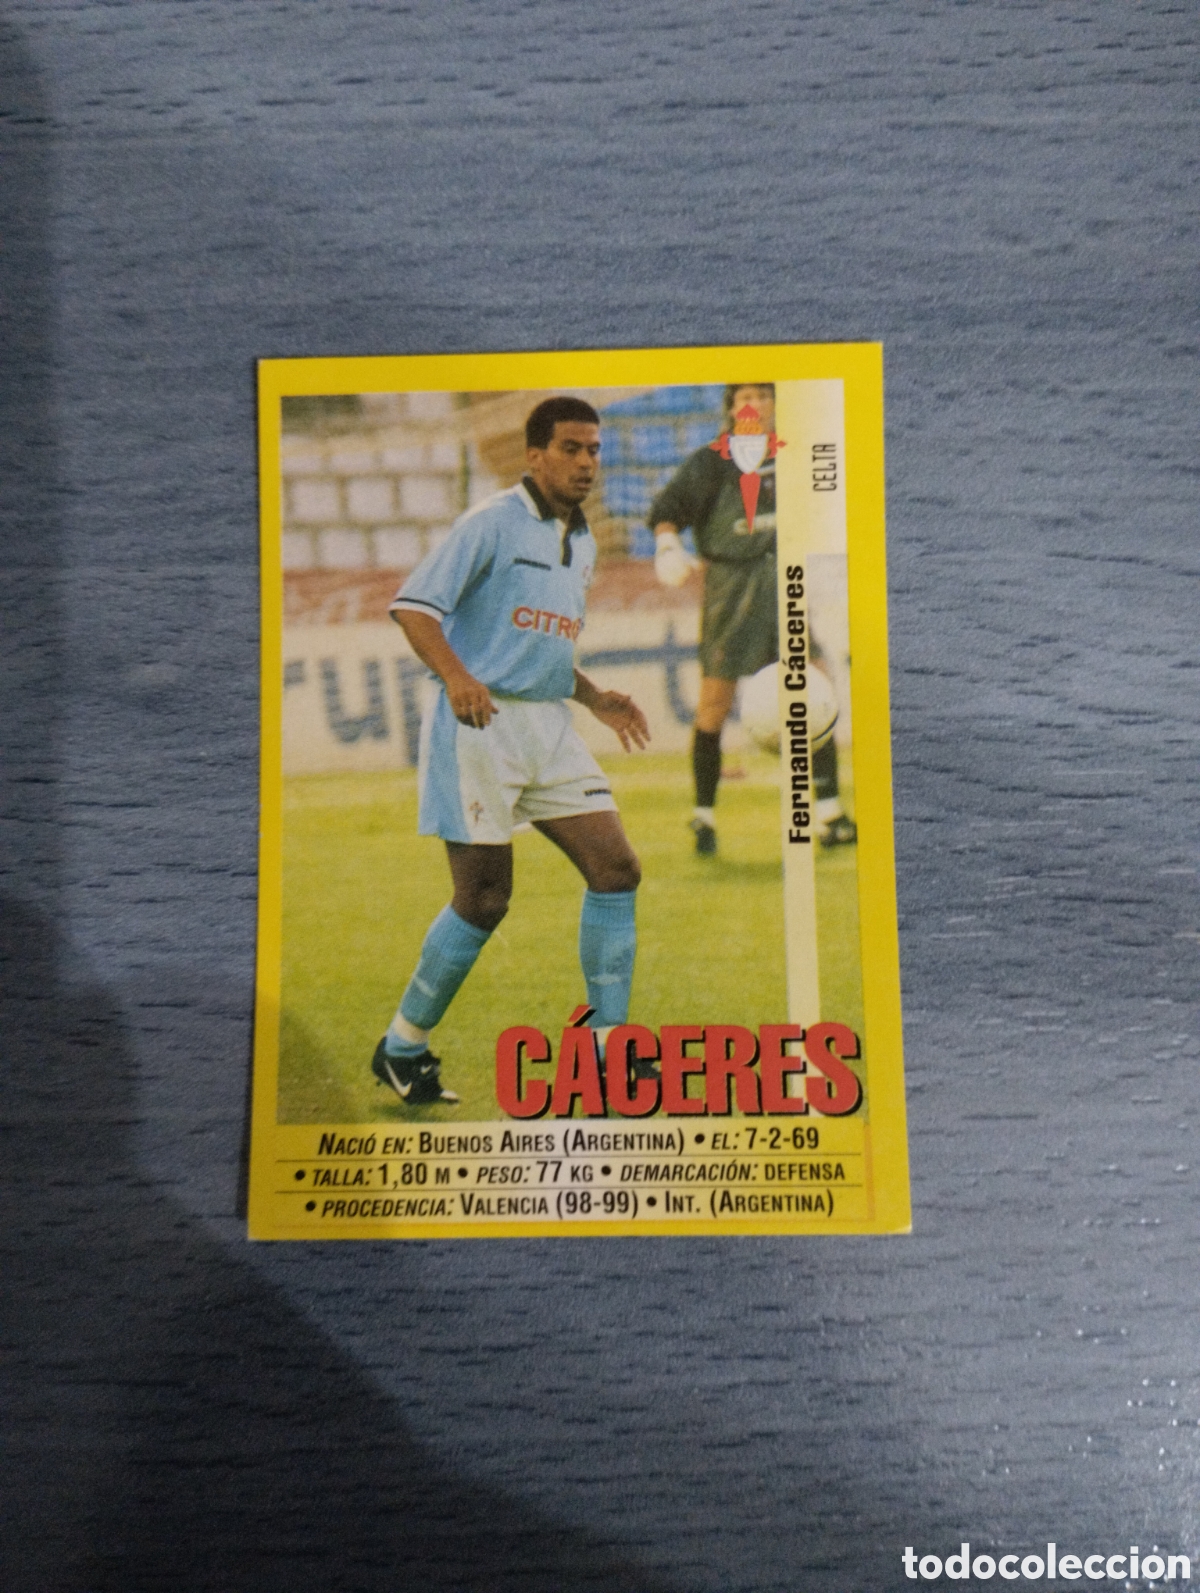 CELTA
Fernando Cáceres
CITRO
CÁCERES
NACIÓ EN: BUENOS AIRES (ARGENTINA) • EL: 7-2-69
• TALLA: 1,80 M • PESO: 77 KG • DEMARCACIÓN: DEFENSA
• PROCEDENCIA: VALENCIA (98-99) • INT. (ARGENTINA)
todocoleccion